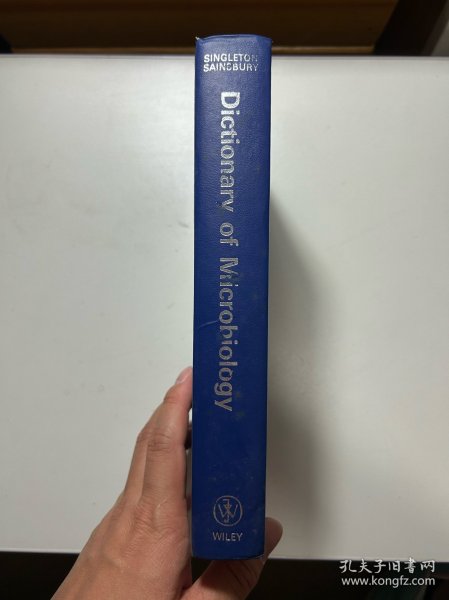 SINGLETON
SAINSBURY
Dictionary of Microbiology
WILEY
孔夫子旧书网
www.kongfz.com